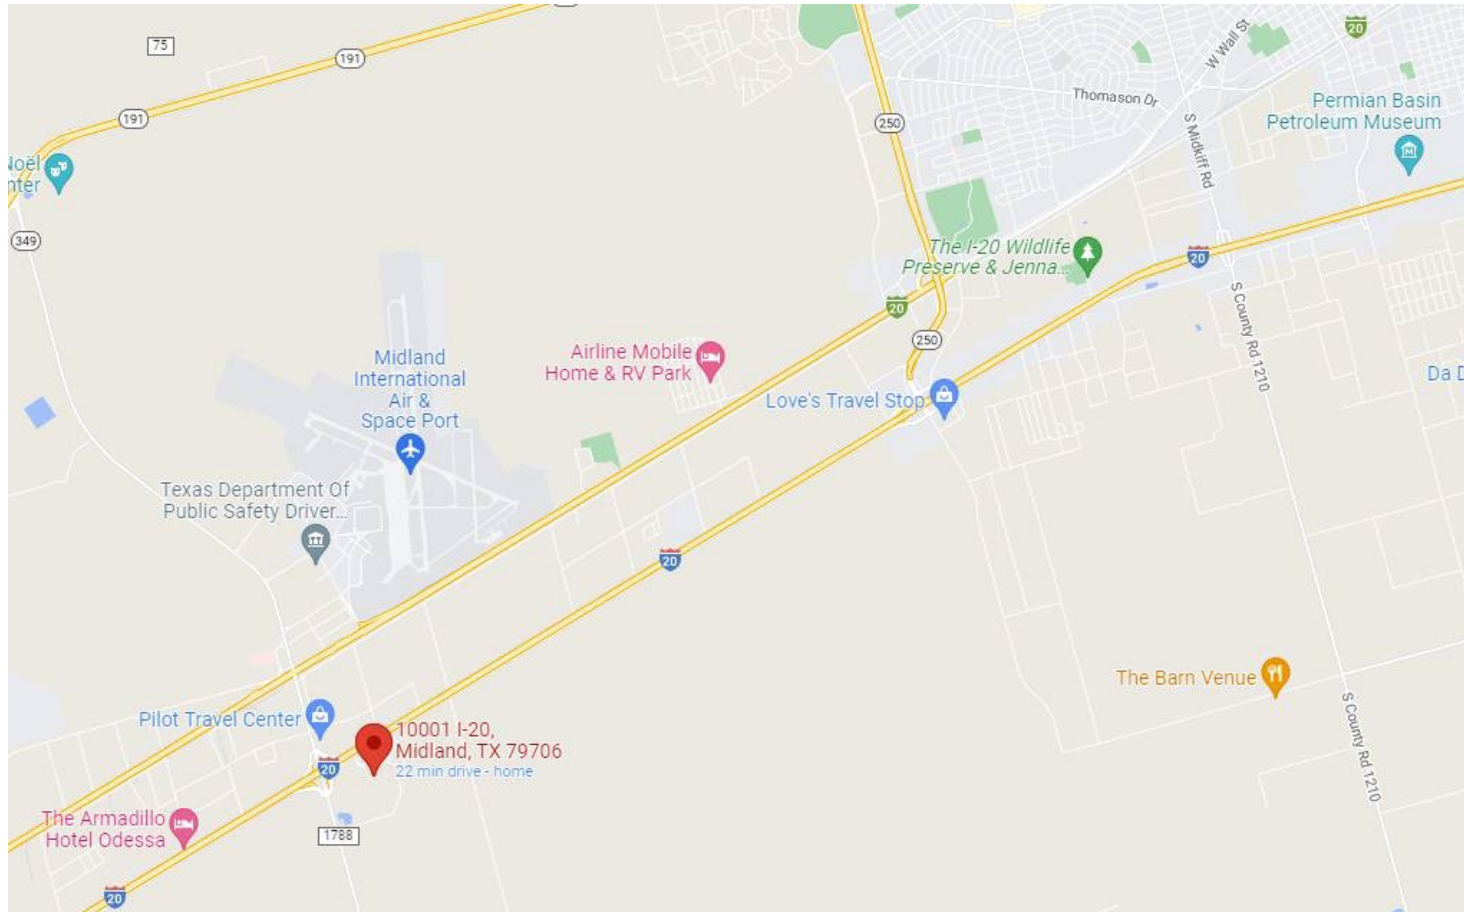 75
191
191
Noël
nter
349
250
Thomason Dr
W Wall St
20
S Midkiff Rd
Permian Basin
Petroleum Museum
The I-20 Wildlife
Preserve & Jenna...
20
20
250
S County Rd 1210
Da D
Midland
International
Air &
Space Port
Airline Mobile
Home & RV Park
Love's Travel Stop
Texas Department Of
Public Safety Driver...
20
The Barn Venue
S County Rd 1210
Pilot Travel Center
10001 I-20,
Midland, TX 79706
22 min drive - home
20
The Armadillo
Hotel Odessa
1788
20